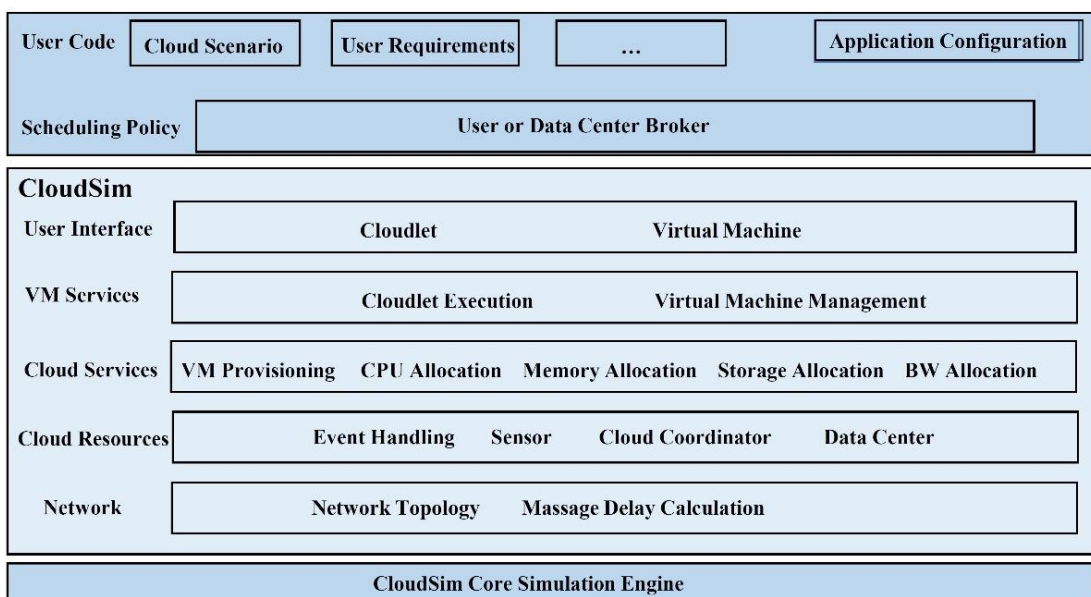 User Code Cloud Scenario User Requirements ... Application Configuration
Scheduling Policy User or Data Center Broker
CloudSim
User Interface Cloudlet Virtual Machine
VM Services Cloudlet Execution Virtual Machine Management
Cloud Services VM Provisioning CPU Allocation Memory Allocation Storage Allocation BW Allocation
Cloud Resources Event Handling Sensor Cloud Coordinator Data Center
Network Network Topology Massage Delay Calculation
CloudSim Core Simulation Engine